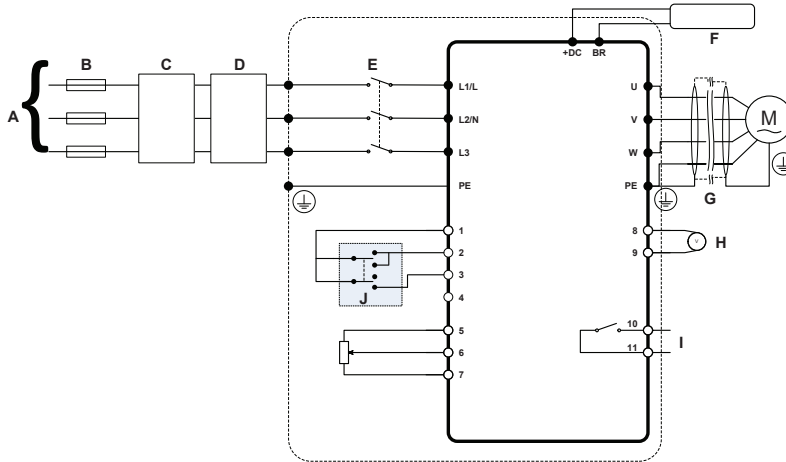 F
+DC BR
B C D E
A
L1/L U
L2/N V M
L3 W
PE PE
G
1 8
V H
2 9
3
J
4
5 10
I
6 11
7